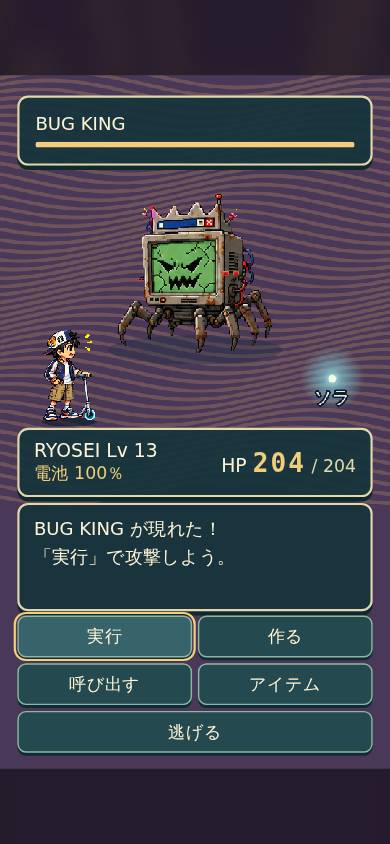 BUG KING
ソラ
RYOSEI Lv 13
電池 100％
HP 204 / 204
BUG KING が現れた！
「実行」で攻撃しよう。
実行
作る
呼び出す
アイテム
逃げる